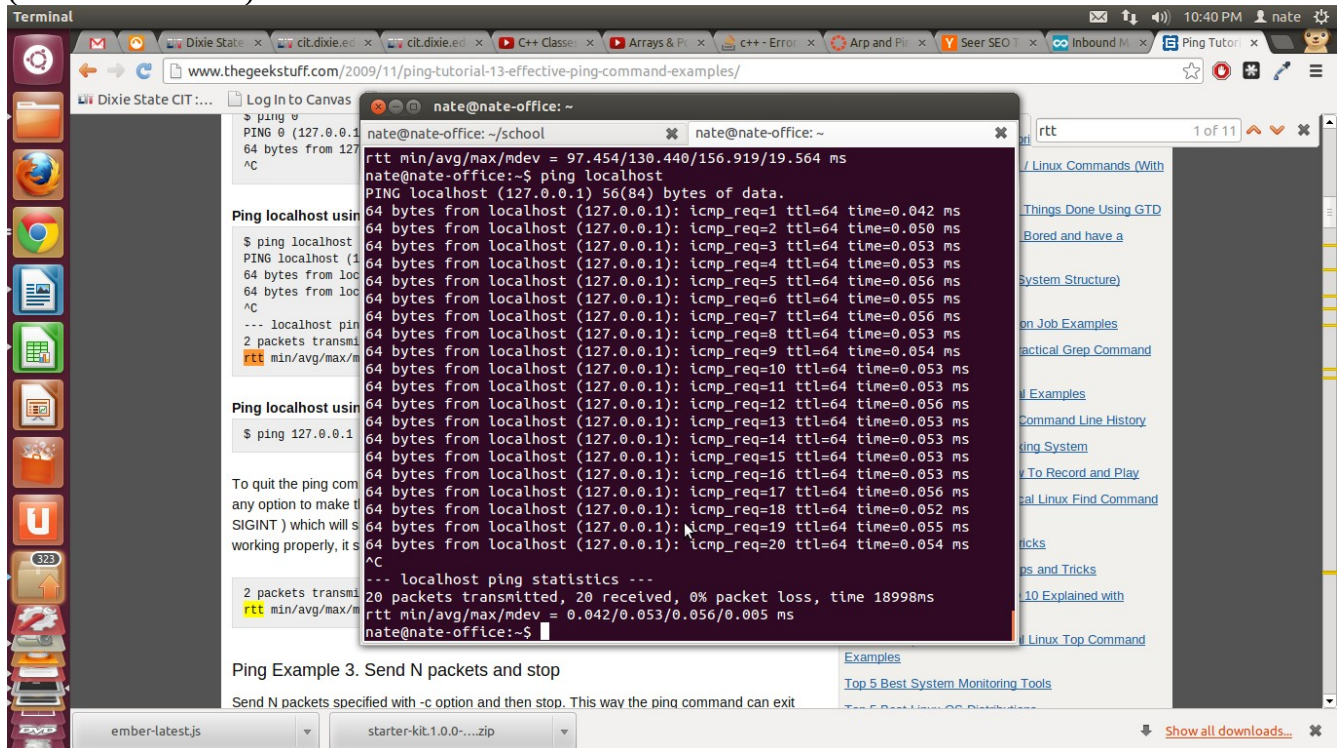 Terminal
10:40 PM nate
Dixie State
cit.dixie.ed
cit.dixie.ed
C++ Classe
Arrays & P
c++ - Erro
Arp and Pi
Seer SEO T
Inbound M
Ping Tutor
www.thegeekstuff.com/2009/11/ping-tutorial-13-effective-ping-command-examples/
Dixie State CIT :...
Log In to Canvas
rtt
1 of 11
$ ping 0
PING 0 (127.0.0.1
64 bytes from 127
^C
Ping localhost usin
$ ping localhost
PING localhost (1
64 bytes from loc
64 bytes from loc
^C
--- localhost pin
2 packets transmi
rtt min/avg/max/m
Ping localhost usin
$ ping 127.0.0.1
To quit the ping com
any option to make t
SIGINT ) which will s
working properly, it s
2 packets transmi
rtt min/avg/max/m
Ping Example 3. Send N packets and stop
Send N packets specified with -c option and then stop. This way the ping command can exit
nate@nate-office: ~
nate@nate-office: ~/school
nate@nate-office: ~
rtt min/avg/max/mdev = 97.454/130.440/156.919/19.564 ms
nate@nate-office:~$ ping localhost
PING localhost (127.0.0.1) 56(84) bytes of data.
64 bytes from localhost (127.0.0.1): icmp_req=1 ttl=64 time=0.042 ms
64 bytes from localhost (127.0.0.1): icmp_req=2 ttl=64 time=0.050 ms
64 bytes from localhost (127.0.0.1): icmp_req=3 ttl=64 time=0.053 ms
64 bytes from localhost (127.0.0.1): icmp_req=4 ttl=64 time=0.053 ms
64 bytes from localhost (127.0.0.1): icmp_req=5 ttl=64 time=0.056 ms
64 bytes from localhost (127.0.0.1): icmp_req=6 ttl=64 time=0.055 ms
64 bytes from localhost (127.0.0.1): icmp_req=7 ttl=64 time=0.056 ms
64 bytes from localhost (127.0.0.1): icmp_req=8 ttl=64 time=0.053 ms
64 bytes from localhost (127.0.0.1): icmp_req=9 ttl=64 time=0.054 ms
64 bytes from localhost (127.0.0.1): icmp_req=10 ttl=64 time=0.053 ms
64 bytes from localhost (127.0.0.1): icmp_req=11 ttl=64 time=0.053 ms
64 bytes from localhost (127.0.0.1): icmp_req=12 ttl=64 time=0.056 ms
64 bytes from localhost (127.0.0.1): icmp_req=13 ttl=64 time=0.053 ms
64 bytes from localhost (127.0.0.1): icmp_req=14 ttl=64 time=0.053 ms
64 bytes from localhost (127.0.0.1): icmp_req=15 ttl=64 time=0.053 ms
64 bytes from localhost (127.0.0.1): icmp_req=16 ttl=64 time=0.053 ms
64 bytes from localhost (127.0.0.1): icmp_req=17 ttl=64 time=0.056 ms
64 bytes from localhost (127.0.0.1): icmp_req=18 ttl=64 time=0.052 ms
64 bytes from localhost (127.0.0.1): icmp_req=19 ttl=64 time=0.055 ms
64 bytes from localhost (127.0.0.1): icmp_req=20 ttl=64 time=0.054 ms
^C
--- localhost ping statistics ---
20 packets transmitted, 20 received, 0% packet loss, time 18998ms
rtt min/avg/max/mdev = 0.042/0.053/0.056/0.005 ms
nate@nate-office:~$
/ Linux Commands (With
Things Done Using GTD
Bored and have a
System Structure)
on Job Examples
ractical Grep Command
al Examples
Command Line History
king System
To Record and Play
cal Linux Find Command
ricks
ps and Tricks
10 Explained with
l Linux Top Command
Examples
Top 5 Best System Monitoring Tools
323
ember-latest.js
starter-kit.1.0.0-....zip
Show all downloads...